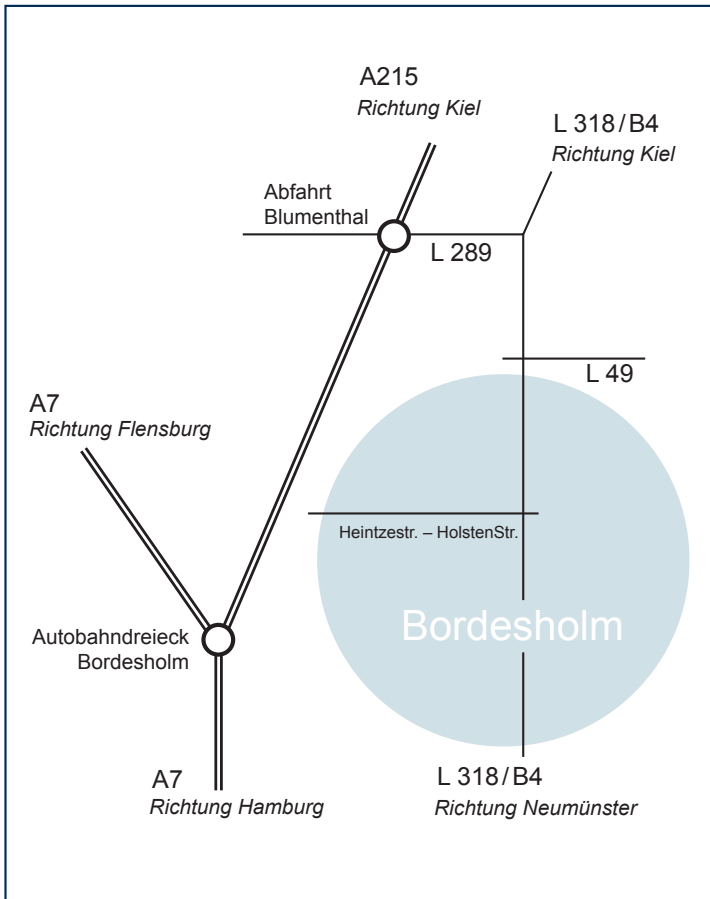 A215
Richtung Kiel
L 318/B4
Richtung Kiel
Abfahrt
Blumenthal
L 289
L 49
A7
Richtung Flensburg
Heintzestr. – HolstenStr.
Bordesholm
Autobahndreieck
Bordesholm
A7
Richtung Hamburg
L 318/B4
Richtung Neumünster